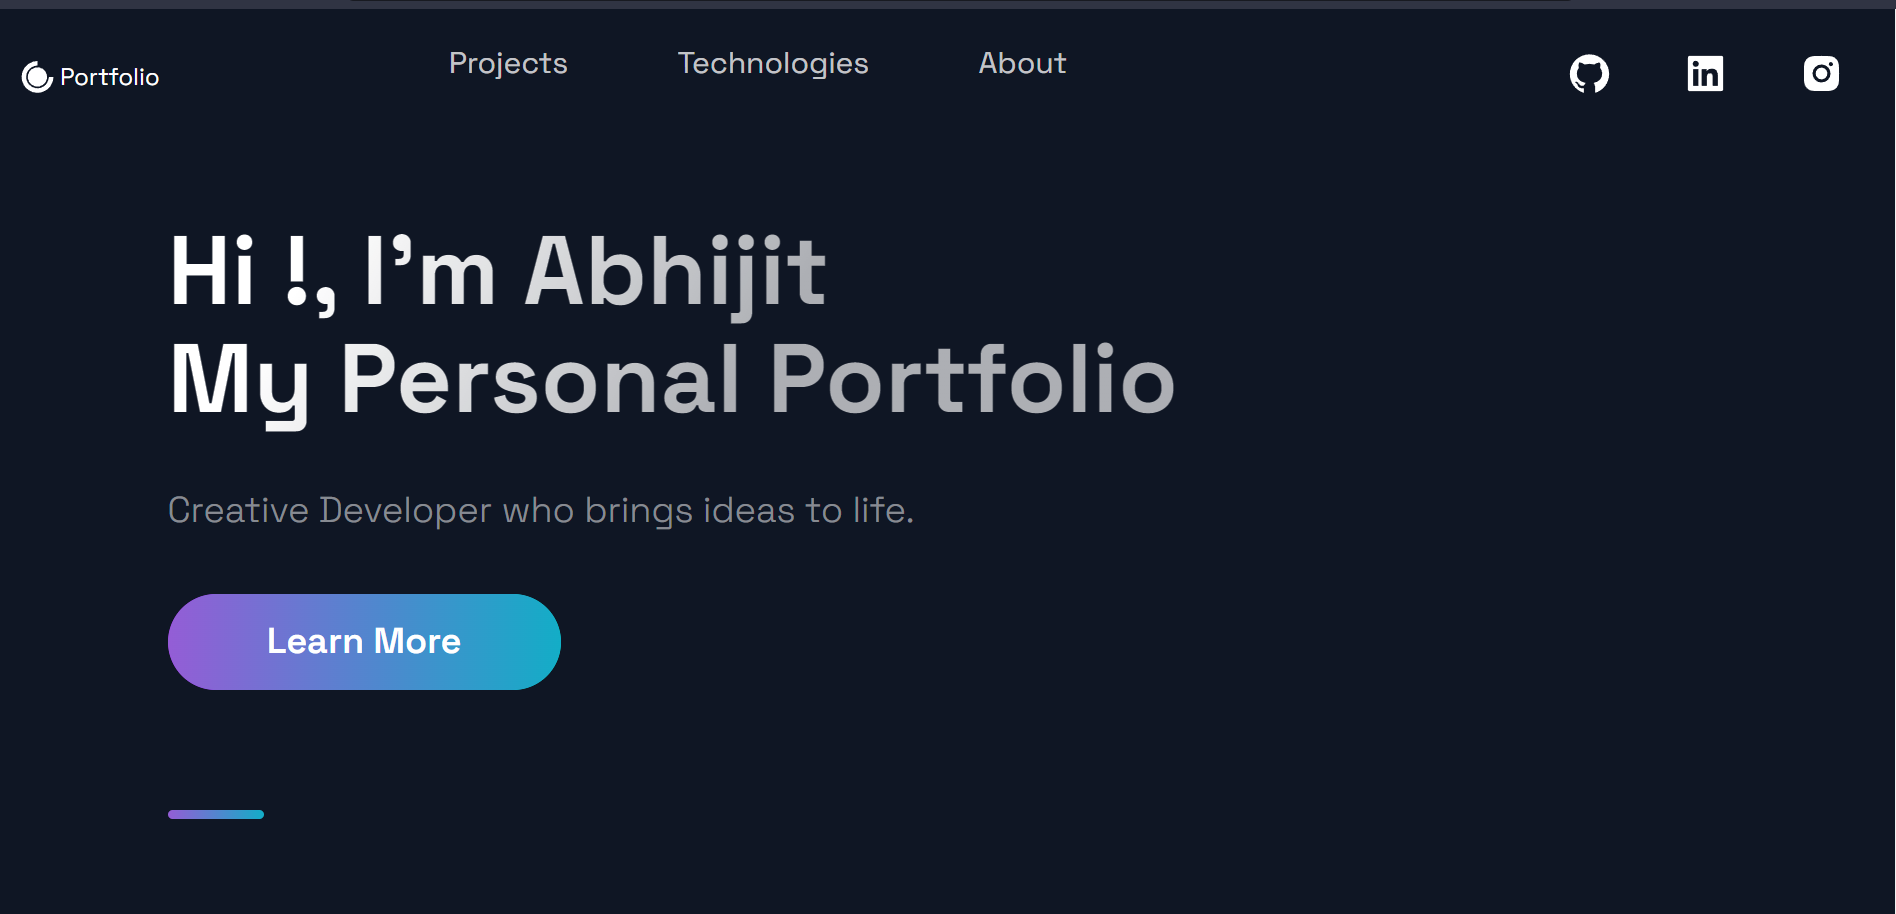 Portfolio
Projects
Technologies
About
Hi !, I’m Abhijit
My Personal Portfolio
Creative Developer who brings ideas to life.
Learn More